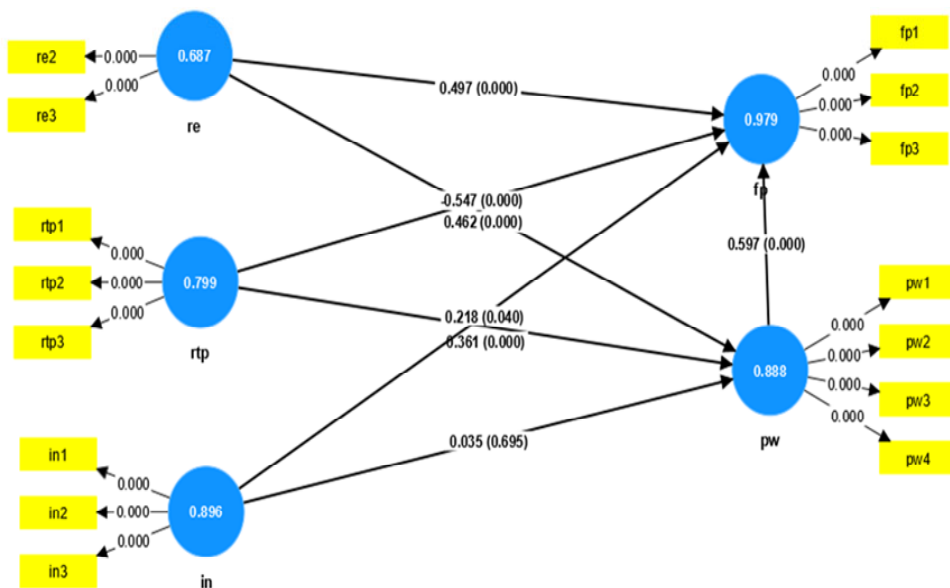 re2
re3
0.000
0.000
0.687
re
0.497 (0.000)
fp1
fp2
fp3
0.000
0.000
0.000
0.979
fp
-0.547 (0.000)
0.462 (0.000)
rtp1
rtp2
rtp3
0.000
0.000
0.000
0.799
rtp
0.597 (0.000)
0.218 (0.040)
0.361 (0.000)
pw1
pw2
pw3
pw4
0.000
0.000
0.000
0.000
0.888
pw
0.035 (0.695)
in1
in2
in3
0.000
0.000
0.000
0.896
in